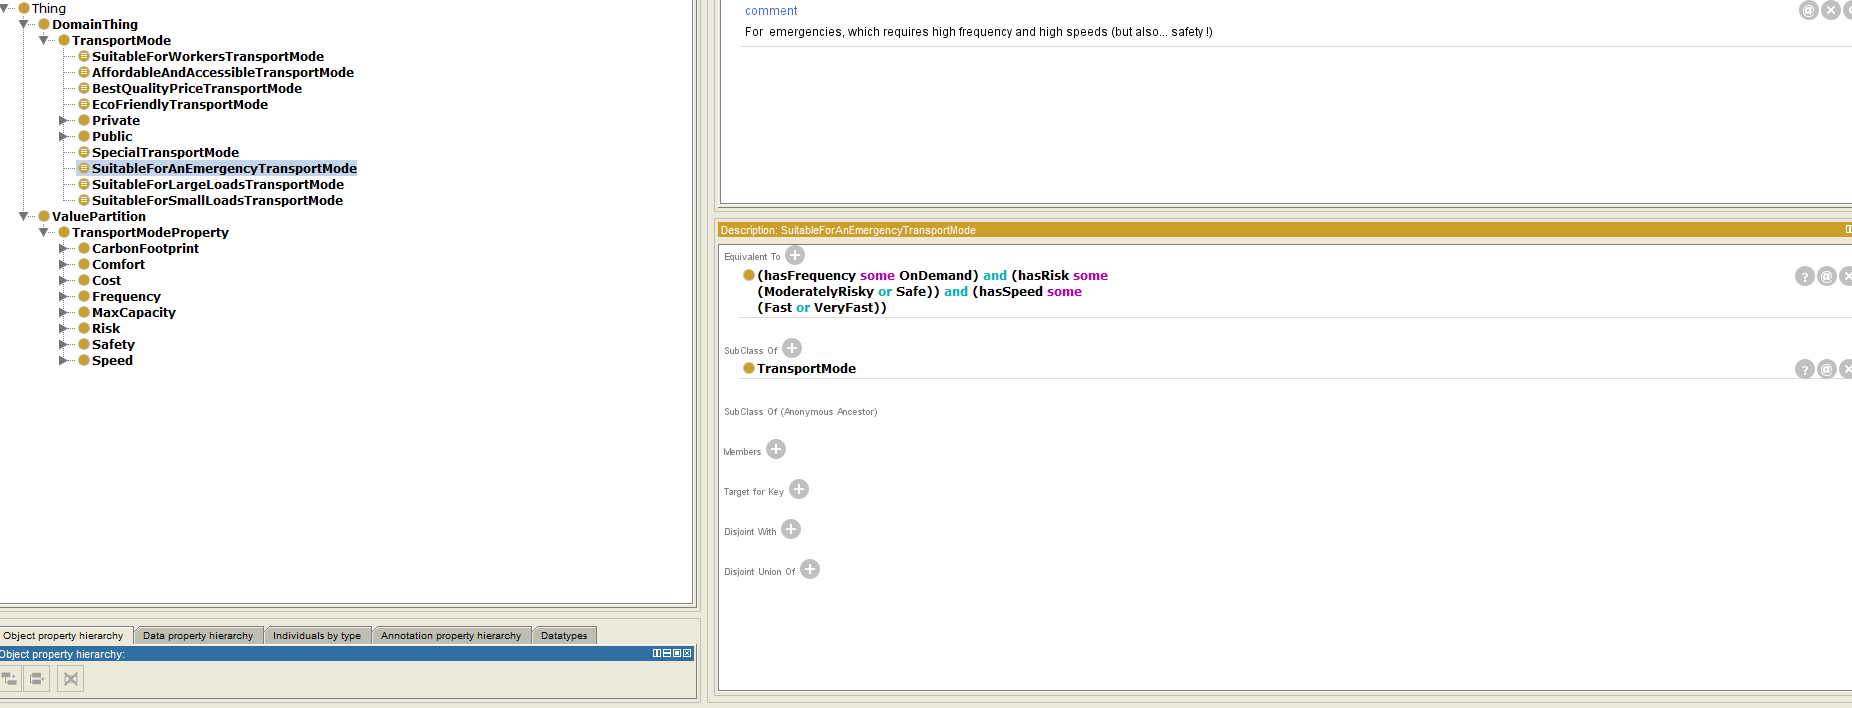 Thing
DomainThing
TransportMode
SuitableForWorkersTransportMode
AffordableAndAccessibleTransportMode
BestQualityPriceTransportMode
EcoFriendlyTransportMode
Private
Public
SpecialTransportMode
SuitableForAnEmergencyTransportMode
SuitableForLargeLoadsTransportMode
SuitableForSmallLoadsTransportMode
ValuePartition
TransportModeProperty
CarbonFootprint
Comfort
Cost
Frequency
MaxCapacity
Risk
Safety
Speed
Object property hierarchy
Data property hierarchy
Individuals by type
Annotation property hierarchy
Datatypes
Object property hierarchy:
comment
For emergencies, which requires high frequency and high speeds (but also... safety !)
Description: SuitableForAnEmergencyTransportMode
Equivalent To
(hasFrequency some OnDemand) and (hasRisk some
(ModeratelyRisky or Safe)) and (hasSpeed some
(Fast or VeryFast))
SubClass Of
TransportMode
SubClass Of (Anonymous Ancestor)
Members
Target for Key
Disjoint With
Disjoint Union Of